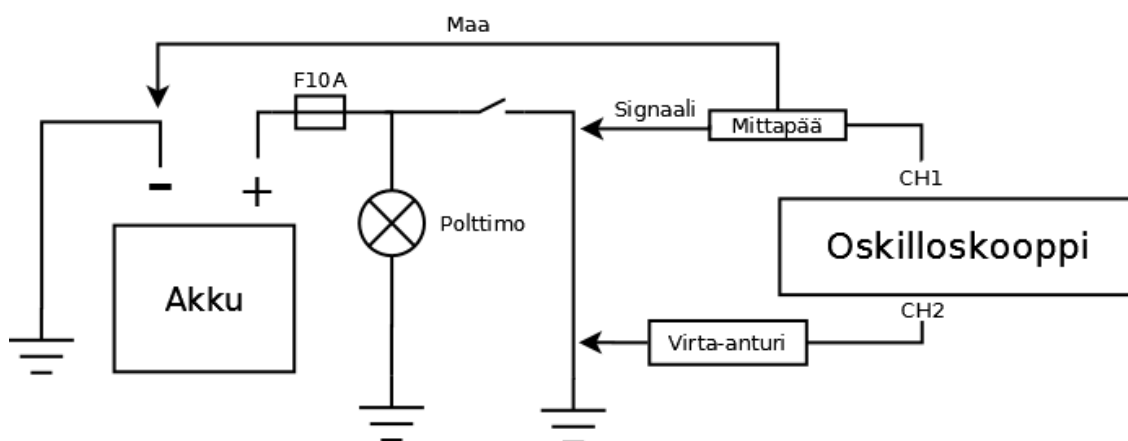 Maa
F10A
Signaali
Mittapää
CH1
-
+
Polttimo
Oskilloskooppi
Akku
CH2
Virta-anturi